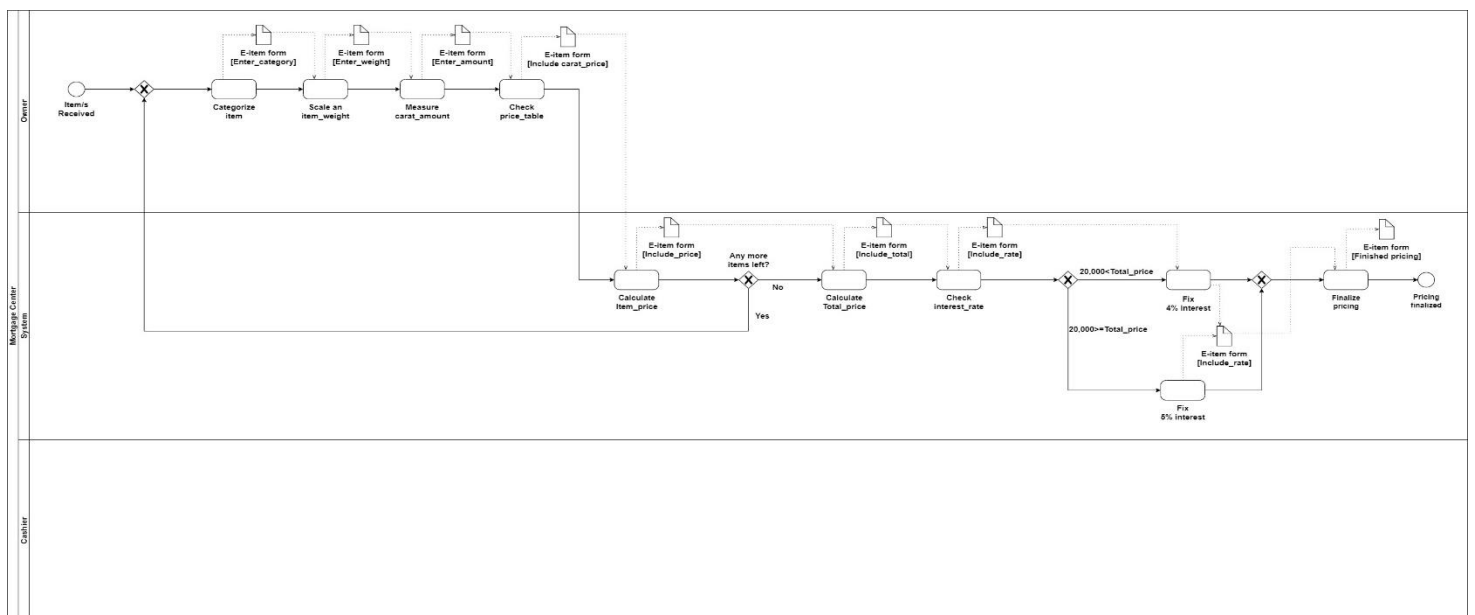 Mortgage Center
Owner
Item/s
Received
Categorize
item
E-item form
[Enter_category]
Scale an
item_weight
E-item form
[Enter_weight]
Measure
carat_amount
E-item form
[Enter_amount]
Check
price_table
E-item form
[Include carat_price]
System
Calculate
Item_price
E-item form
[Include_price]
Any more
items left?
No
Yes
Calculate
Total_price
E-item form
[Include_total]
Check
interest_rate
E-item form
[Include_rate]
20,000<Total_price
20,000>=Total_price
Fix
4% interest
E-item form
[Include_rate]
Fix
5% interest
Finalize
pricing
E-item form
[Finished pricing]
Pricing
finalized
Cashier